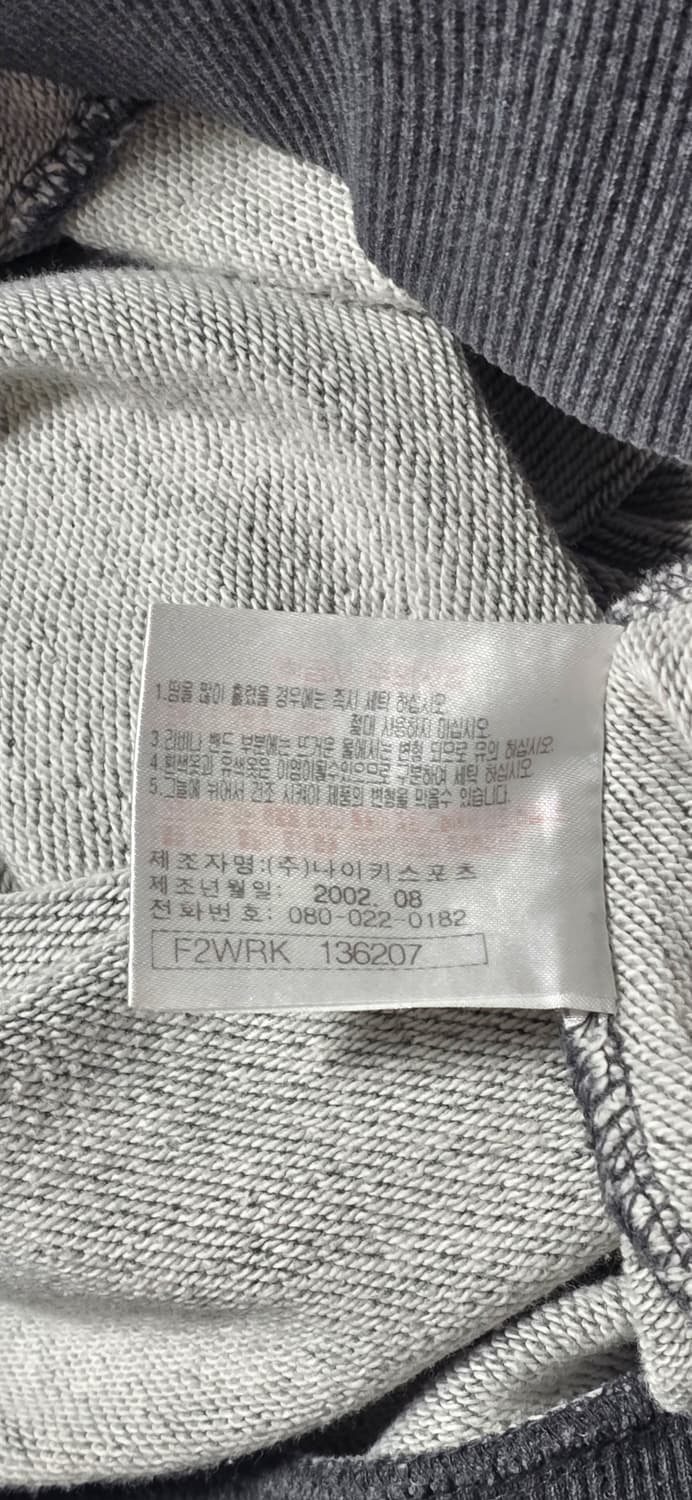 1.땀을 많이 흘렸을 경우에는 즉시 세탁 하십시오.
절대 사용하지 마십시오.
3.라바나 밴드 부분에는 뜨거운 물에서는 변형 되므로 유의 하십시오.
4.흰색옷과 유색옷은 이염이될수있으므로 구분하여 세탁 하십시오.
5.그늘에 뉘어서 건조 시켜야 제품의 변형을 막을수 있습니다.
제조자명:(주)나이키스포츠
제조년월일: 2002. 08
전화번호: 080-022-0182
F2WRK 136207